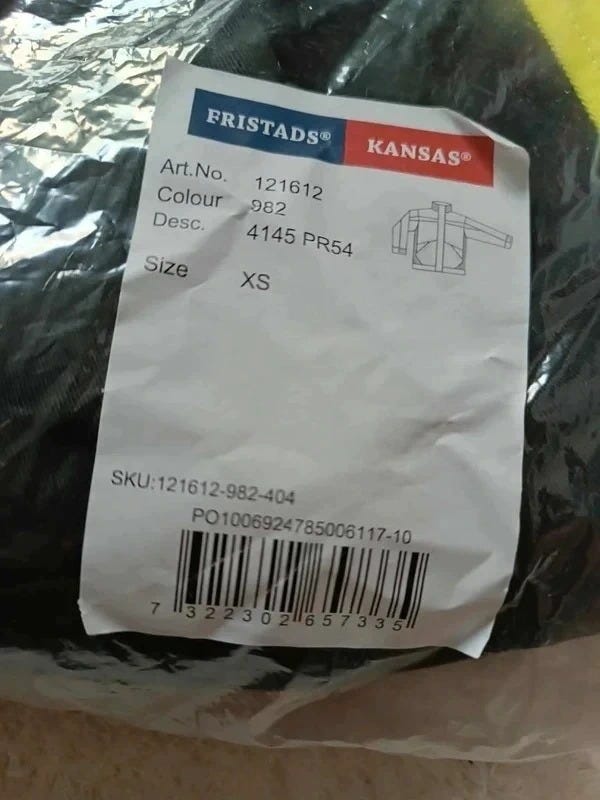 FRISTADS® KANSAS®
Art.No. 121612
Colour 982
Desc. 4145 PR54
Size XS
SKU:121612-982-404
PO1006924785006117-10
7 322302 657335